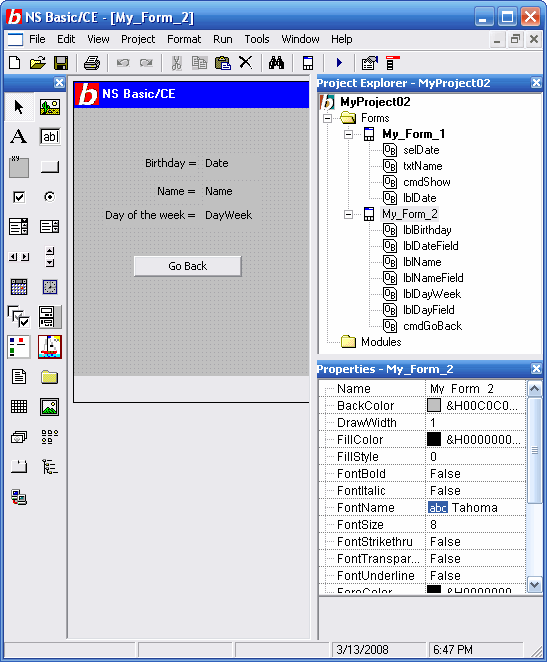 b NS Basic/CE - [My_Form_2]
File Edit View Project Format Run Tools Window Help
b NS Basic/CE
Birthday = Date
Name = Name
Day of the week = DayWeek
Go Back
A ab
xy
Project Explorer - MyProject02
b MyProject02
Forms
My_Form_1
selDate
txtName
cmdShow
lblDate
My_Form_2
lblBirthday
lblDateField
lblName
lblNameField
lblDayWeek
lblDayField
cmdGoBack
Modules
Properties - My_Form_2
Name My_Form_2
BackColor &H00C0C0...
DrawWidth 1
FillColor &H0000000...
FillStyle 0
FontBold False
FontItalic False
FontName abc Tahoma
FontSize 8
FontStrikethru False
FontTranspar... False
FontUnderline False
ForeColor &H0000000
3/13/2008 6:47 PM